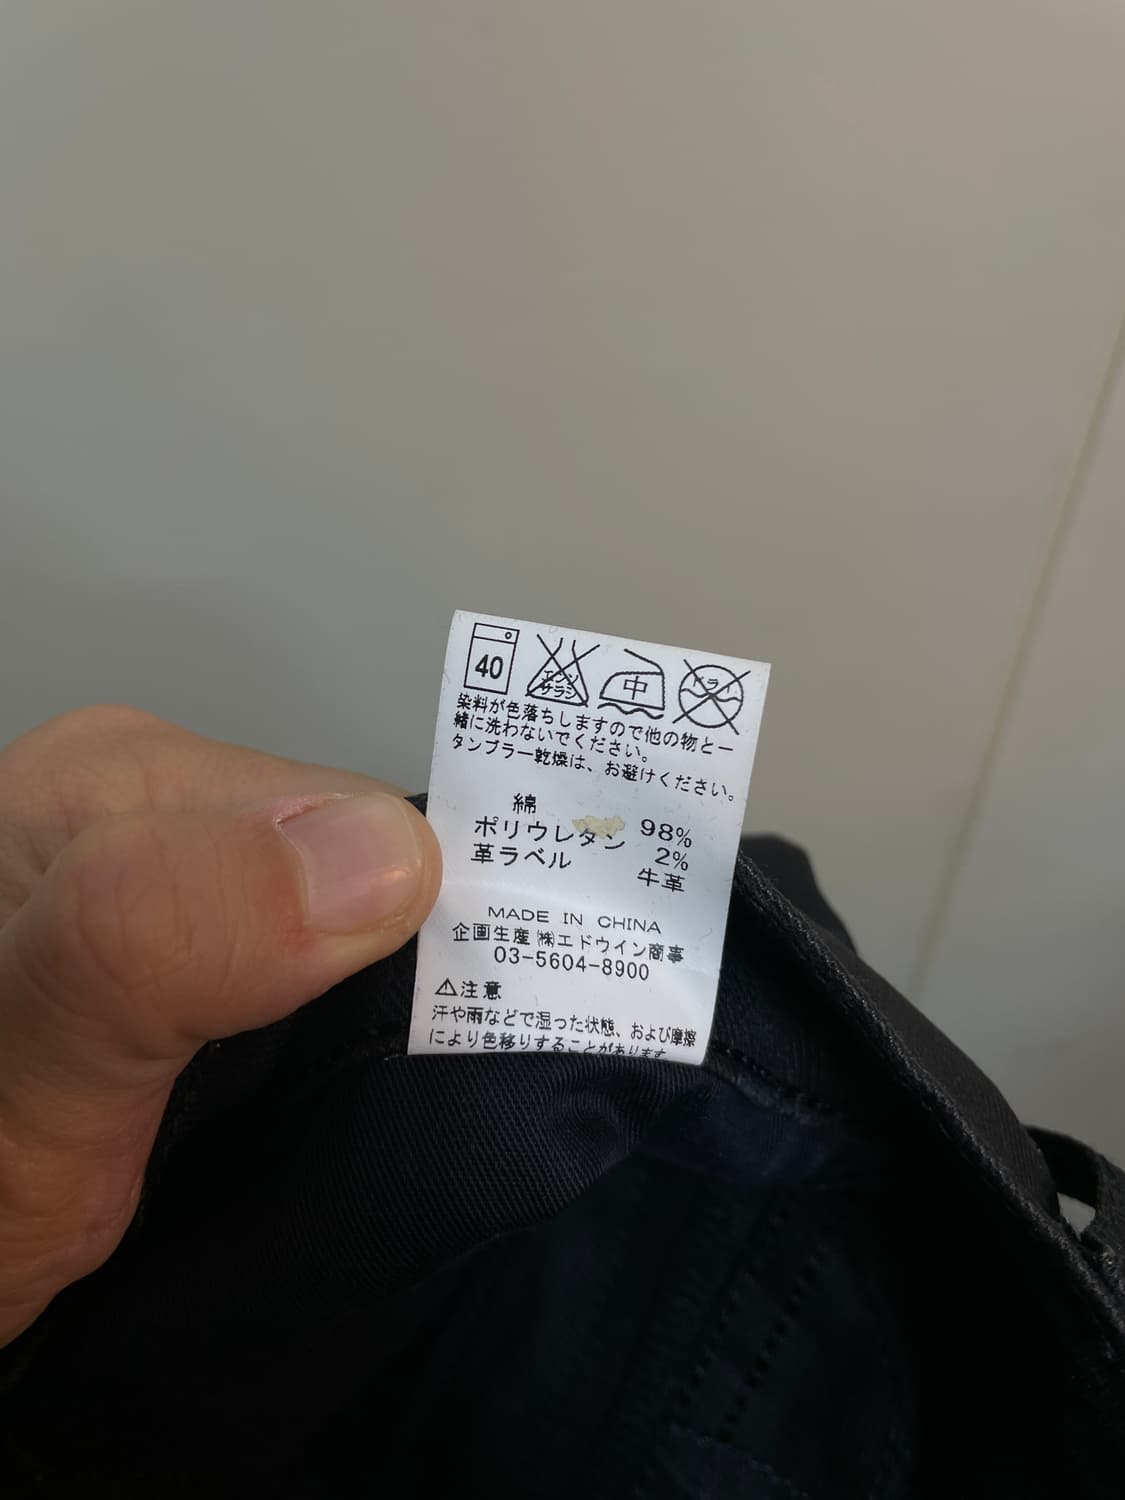 40
エンソ
サラシ
中
ドライ
染料が色落ちしますので他の物と一
緒に洗わないでください。
タンブラー乾燥は、お避けください。
綿 98%
ポリウレタン 2%
革ラベル 牛革
MADE IN CHINA
企画生産 ㈱エドウイン商事
03-5604-8900
⚠注意
汗や雨などで湿った状態、および摩擦
により色移りすることがあります